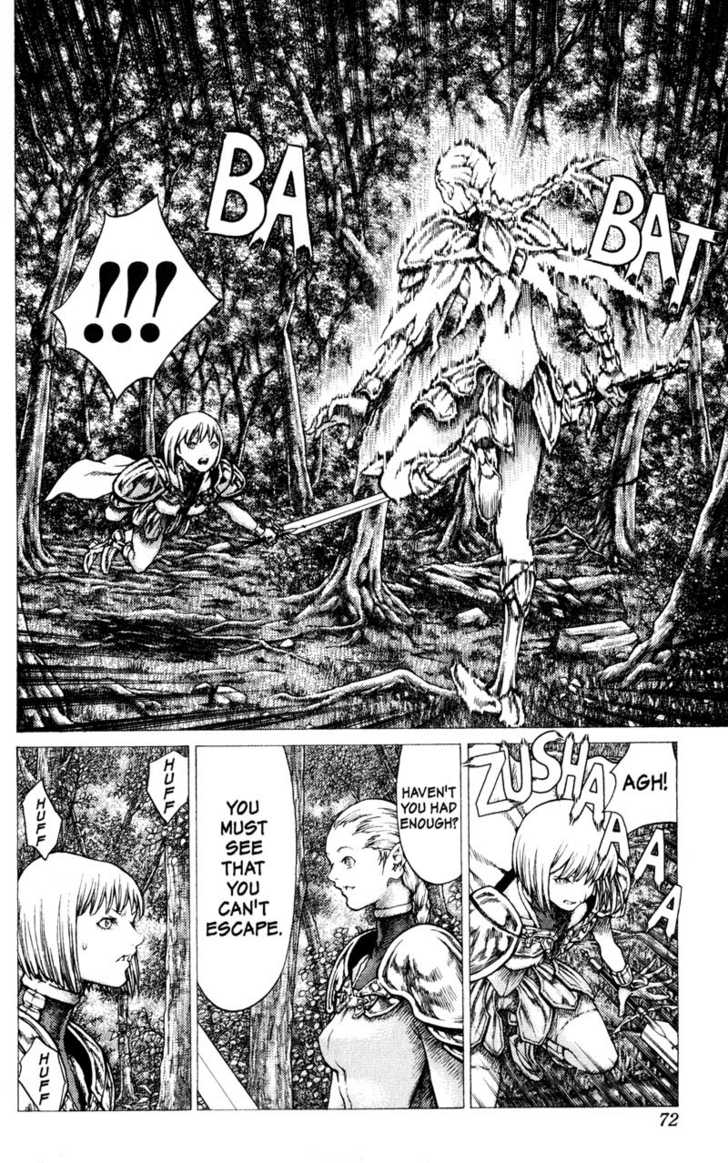 BAT
BA
!!!
AGH!
ZUSHAAAAA
HAVEN'T
YOU HAD
ENOUGH?
YOU
MUST
SEE
THAT
YOU
CAN'T
ESCAPE.
HUFF
HUFF
HUFF
72